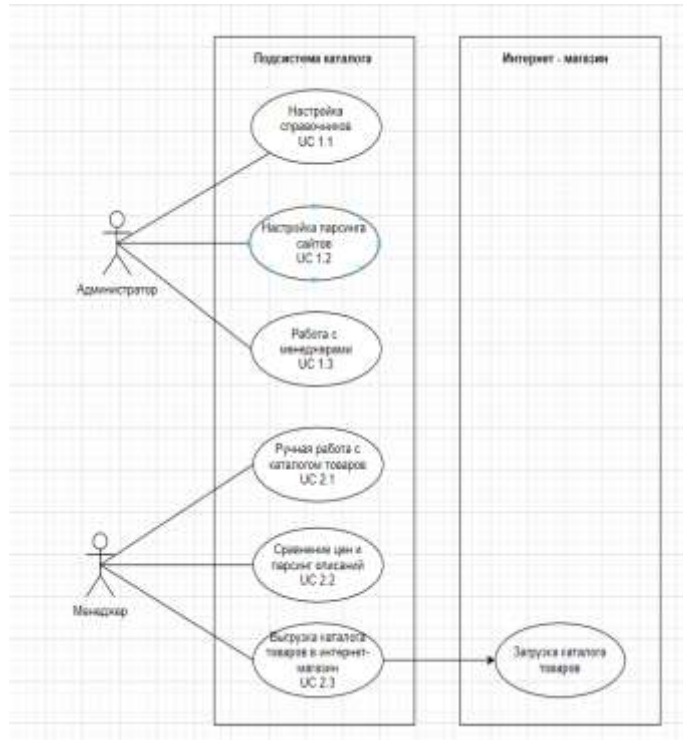 Подсистема каталога
Интернет - магазин
Настройка
справочников
UC 1.1
Настройка парсинга
сайтов
UC 1.2
Администратор
Работа с
менеджерами
UC 1.3
Ручная работа с
каталогом товаров
UC 2.1
Сравнение цен и
парсинг описаний
UC 2.2
Менеджер
Выгрузка каталога
товаров в интернет-
магазин
UC 2.3
Загрузка каталога
товаров